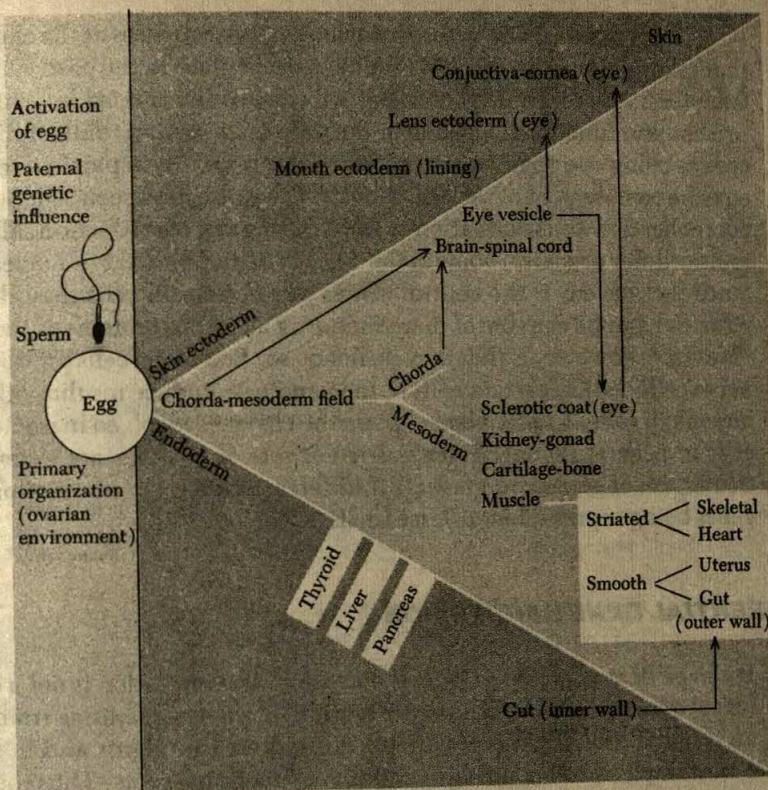 Activation
of egg
Paternal
genetic
influence
Sperm
Egg
Primary
organization
(ovarian
environment)
Skin
Conjuctiva-cornea (eye)
Lens ectoderm (eye)
Mouth ectoderm (lining)
Eye vesicle
Brain-spinal cord
Skin ectoderm
Chorda-mesoderm field
Endoderm
Chorda
Mesoderm
Sclerotic coat(eye)
Kidney-gonad
Cartilage-bone
Muscle
Striated
Skeletal
Heart
Smooth
Uterus
Gut
(outer wall)
Thyroid
Liver
Pancreas
Gut (inner wall)